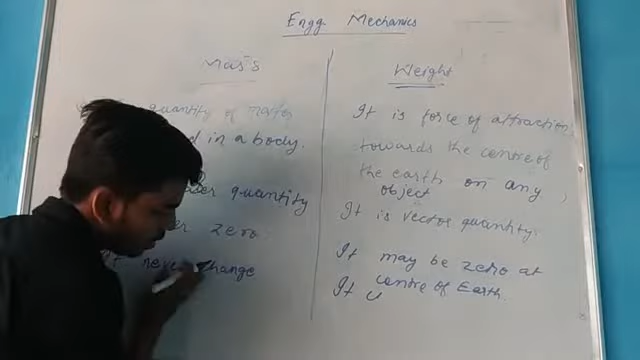 Engg. Mechanics
Mass
quantity of matter
in a body.
quantity
zero
never change
Weight
It is force of attraction
towards the centre of
the earth on any
object
It is vector quantity.
It may be zero at
centre of Earth.
It